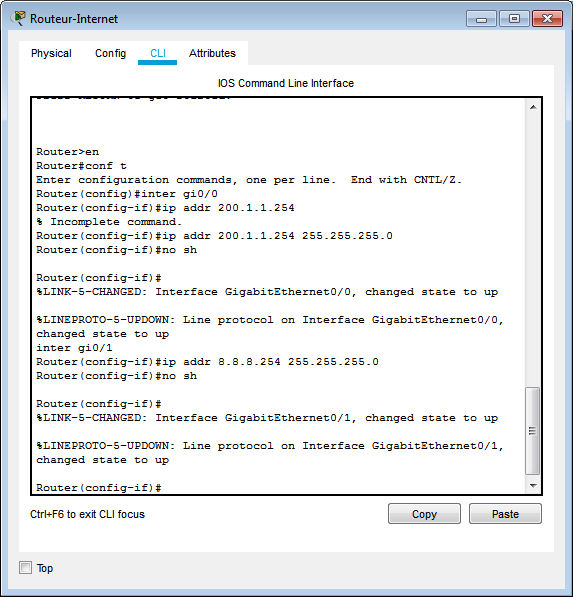 Routeur-Internet
Physical Config CLI Attributes
IOS Command Line Interface
Router>en
Router#conf t
Enter configuration commands, one per line.  End with CNTL/Z.
Router(config)#inter gi0/0
Router(config-if)#ip addr 200.1.1.254
% Incomplete command.
Router(config-if)#ip addr 200.1.1.254 255.255.255.0
Router(config-if)#no sh
Router(config-if)#
%LINK-5-CHANGED: Interface GigabitEthernet0/0, changed state to up
%LINEPROTO-5-UPDOWN: Line protocol on Interface GigabitEthernet0/0,
changed state to up
inter gi0/1
Router(config-if)#ip addr 8.8.8.254 255.255.255.0
Router(config-if)#no sh
Router(config-if)#
%LINK-5-CHANGED: Interface GigabitEthernet0/1, changed state to up
%LINEPROTO-5-UPDOWN: Line protocol on Interface GigabitEthernet0/1,
changed state to up
Router(config-if)#
Ctrl+F6 to exit CLI focus
Copy Paste
Top